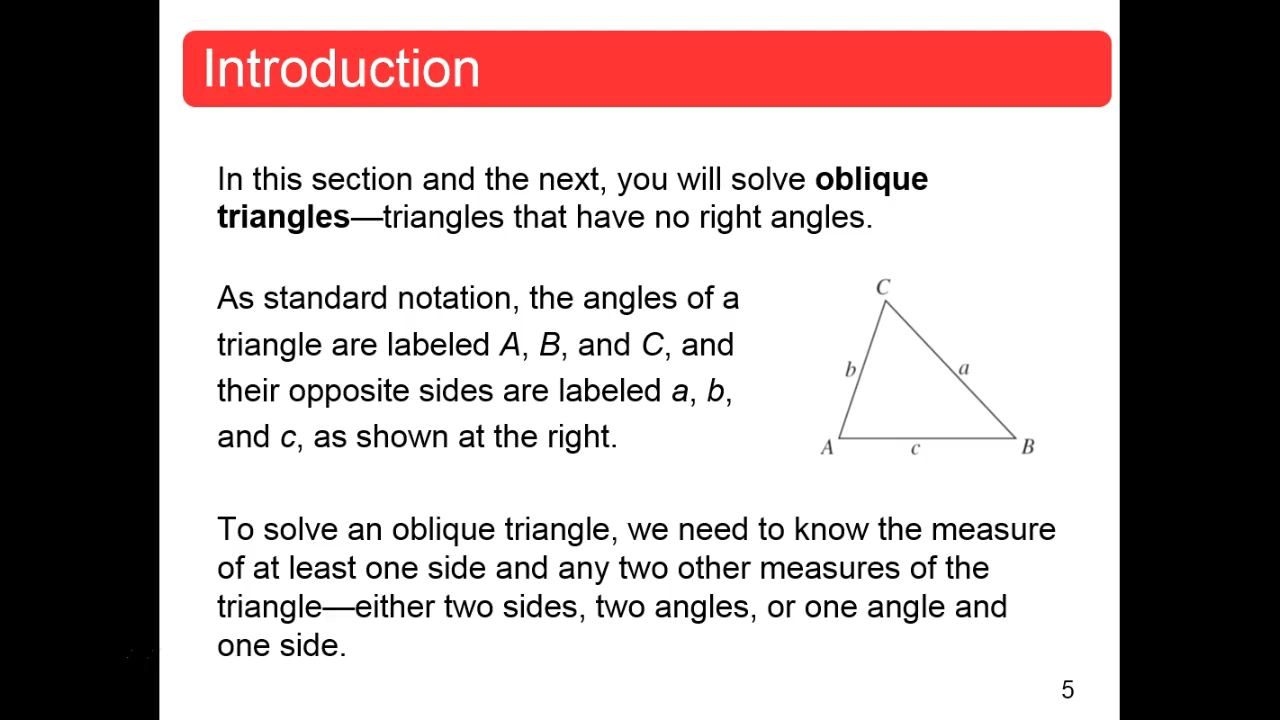 Introduction
In this section and the next, you will solve oblique
triangles—triangles that have no right angles.
As standard notation, the angles of a
triangle are labeled A, B, and C, and
their opposite sides are labeled a, b,
and c, as shown at the right.
C
b
a
A
c
B
To solve an oblique triangle, we need to know the measure
of at least one side and any two other measures of the
triangle—either two sides, two angles, or one angle and
one side.
5